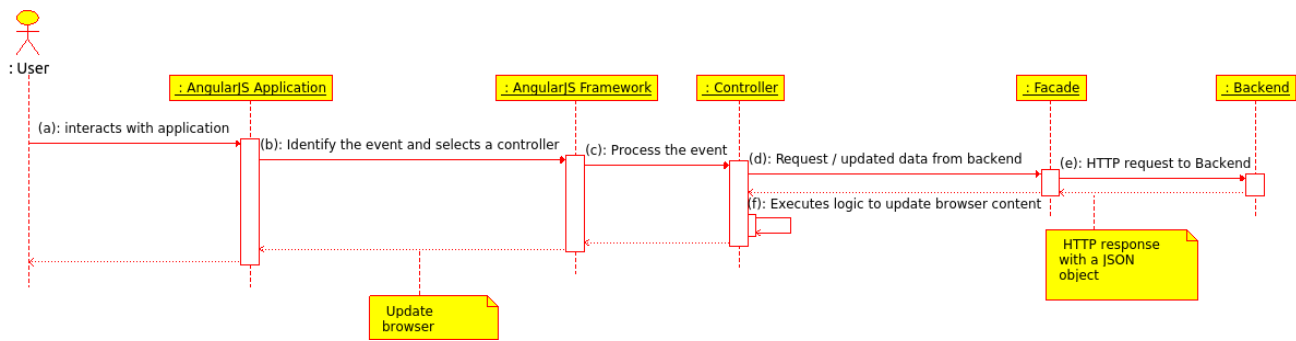 : User
: AngularJS Application
: AngularJS Framework
: Controller
: Facade
: Backend
(a): interacts with application
(b): Identify the event and selects a controller
(c): Process the event
(d): Request / updated data from backend
(e): HTTP request to Backend
(f): Executes logic to update browser content
HTTP response
with a JSON
object
Update
browser